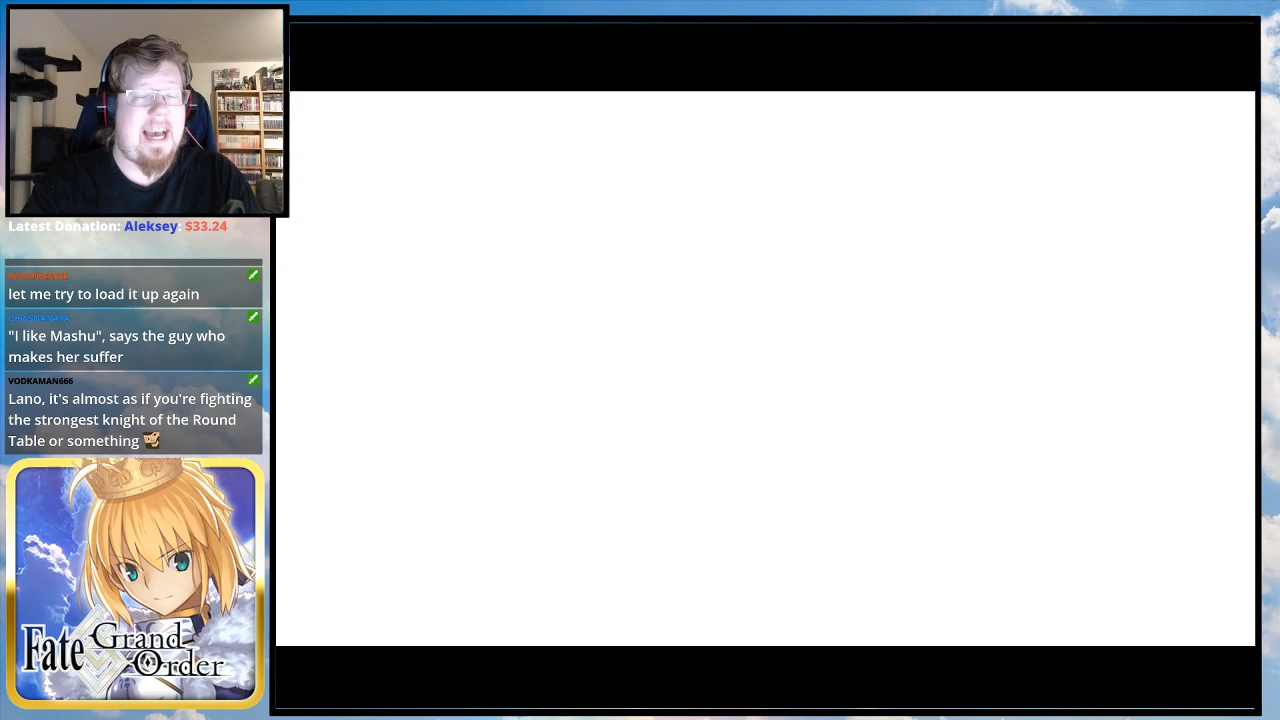 Latest Donation: Aleksey: $33.24
let me try to load it up again
CHRISNANAYA
"I like Mashu", says the guy who
makes her suffer
VODKAMAN666
Lano, it's almost as if you're fighting
the strongest knight of the Round
Table or something
Fate
Grand
Order